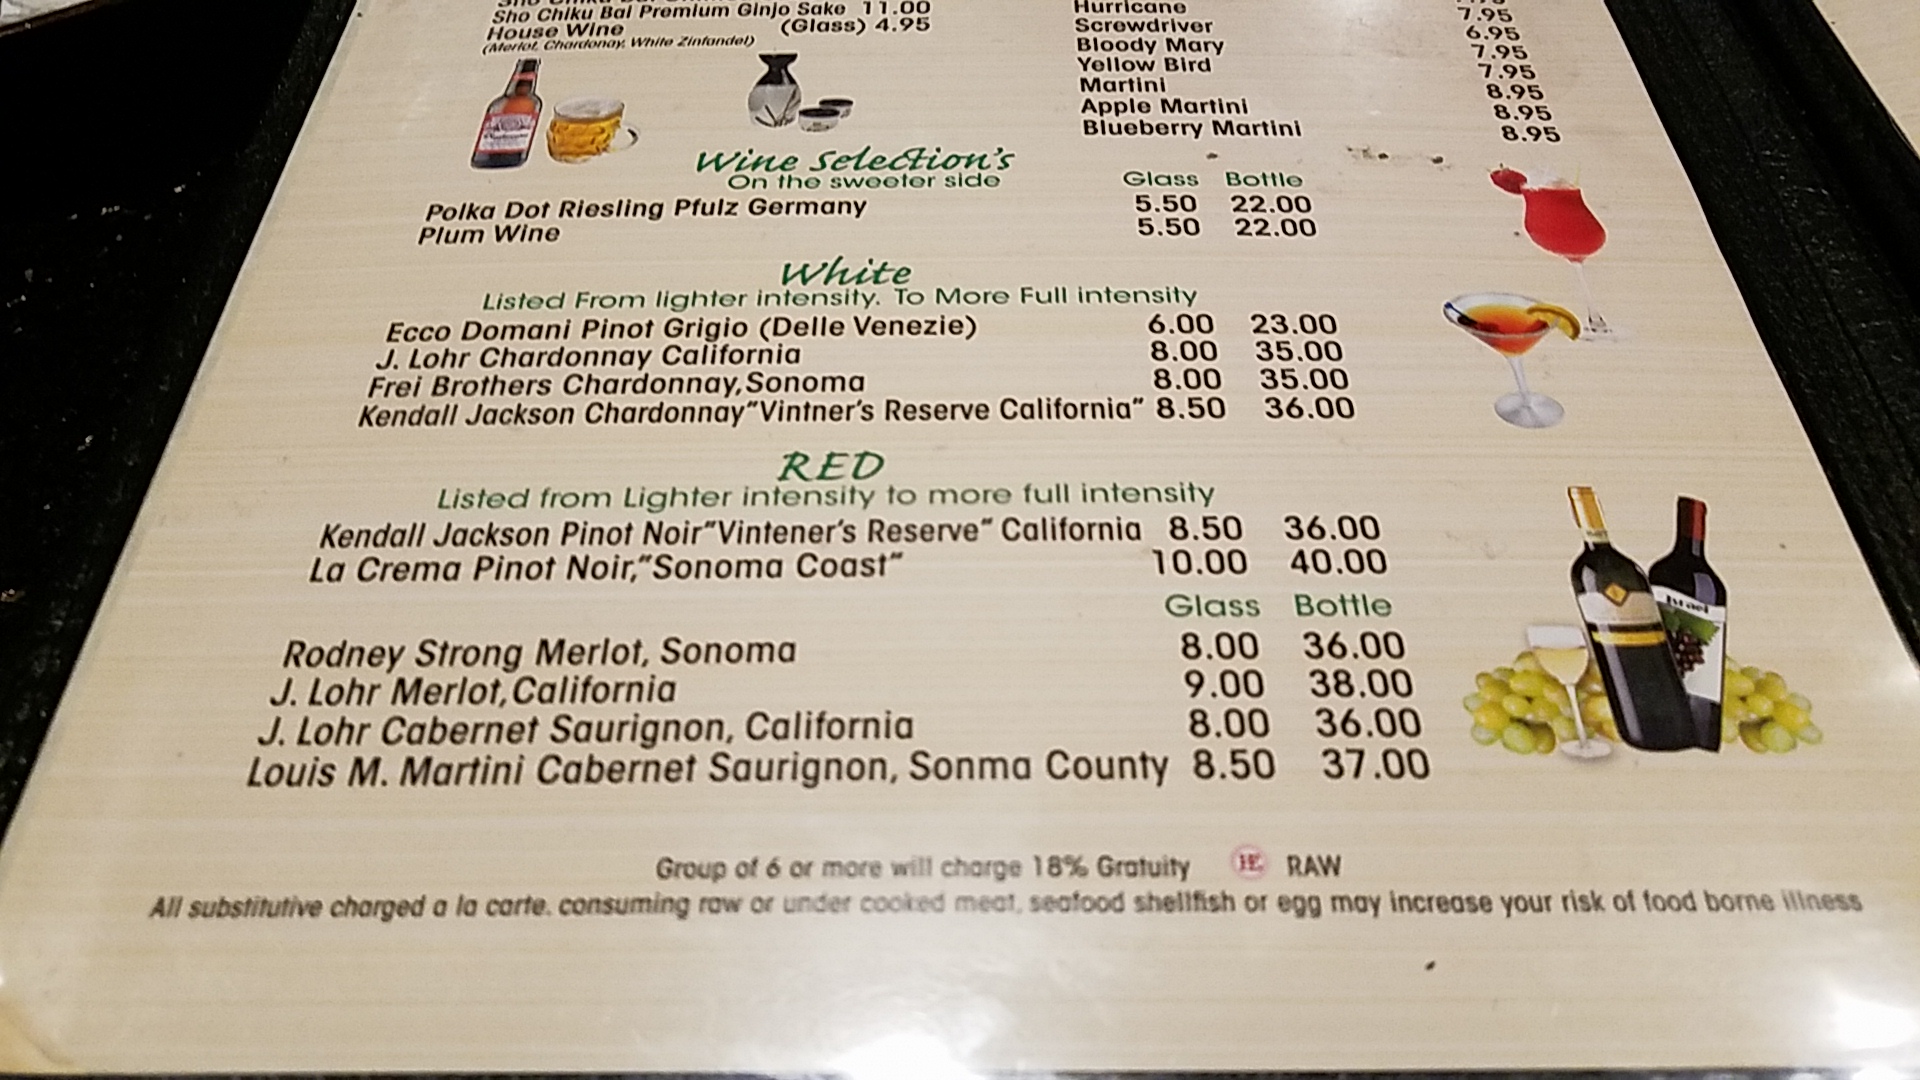 Sho Chiku Bai Premium Ginjo Sake 11.00
House Wine (Glass) 4.95
(Merlot, Chardonay, White Zinfandel)
Hurricane 7.95
Screwdriver 6.95
Bloody Mary 7.95
Yellow Bird 7.95
Martini 8.95
Apple Martini 8.95
Blueberry Martini 8.95
Wine Selection's
On the sweeter side Glass Bottle
Polka Dot Riesling Pfulz Germany 5.50 22.00
Plum Wine 5.50 22.00
White
Listed From lighter intensity. To More Full intensity
Ecco Domani Pinot Grigio (Delle Venezie) 6.00 23.00
J. Lohr Chardonnay California 8.00 35.00
Frei Brothers Chardonnay, Sonoma 8.00 35.00
Kendall Jackson Chardonnay"Vintner's Reserve California" 8.50 36.00
RED
Listed from Lighter intensity to more full intensity
Kendall Jackson Pinot Noir"Vintener's Reserve" California 8.50 36.00
La Crema Pinot Noir,"Sonoma Coast" 10.00 40.00
Glass Bottle
Rodney Strong Merlot, Sonoma 8.00 36.00
J. Lohr Merlot, California 9.00 38.00
J. Lohr Cabernet Saurignon, California 8.00 36.00
Louis M. Martini Cabernet Saurignon, Sonma County 8.50 37.00
Israel
Group of 6 or more will charge 18% Gratuity RAW
All substitutive charged a la carte. consuming raw or under cooked meat, seafood shellfish or egg may increase your risk of food borne illness